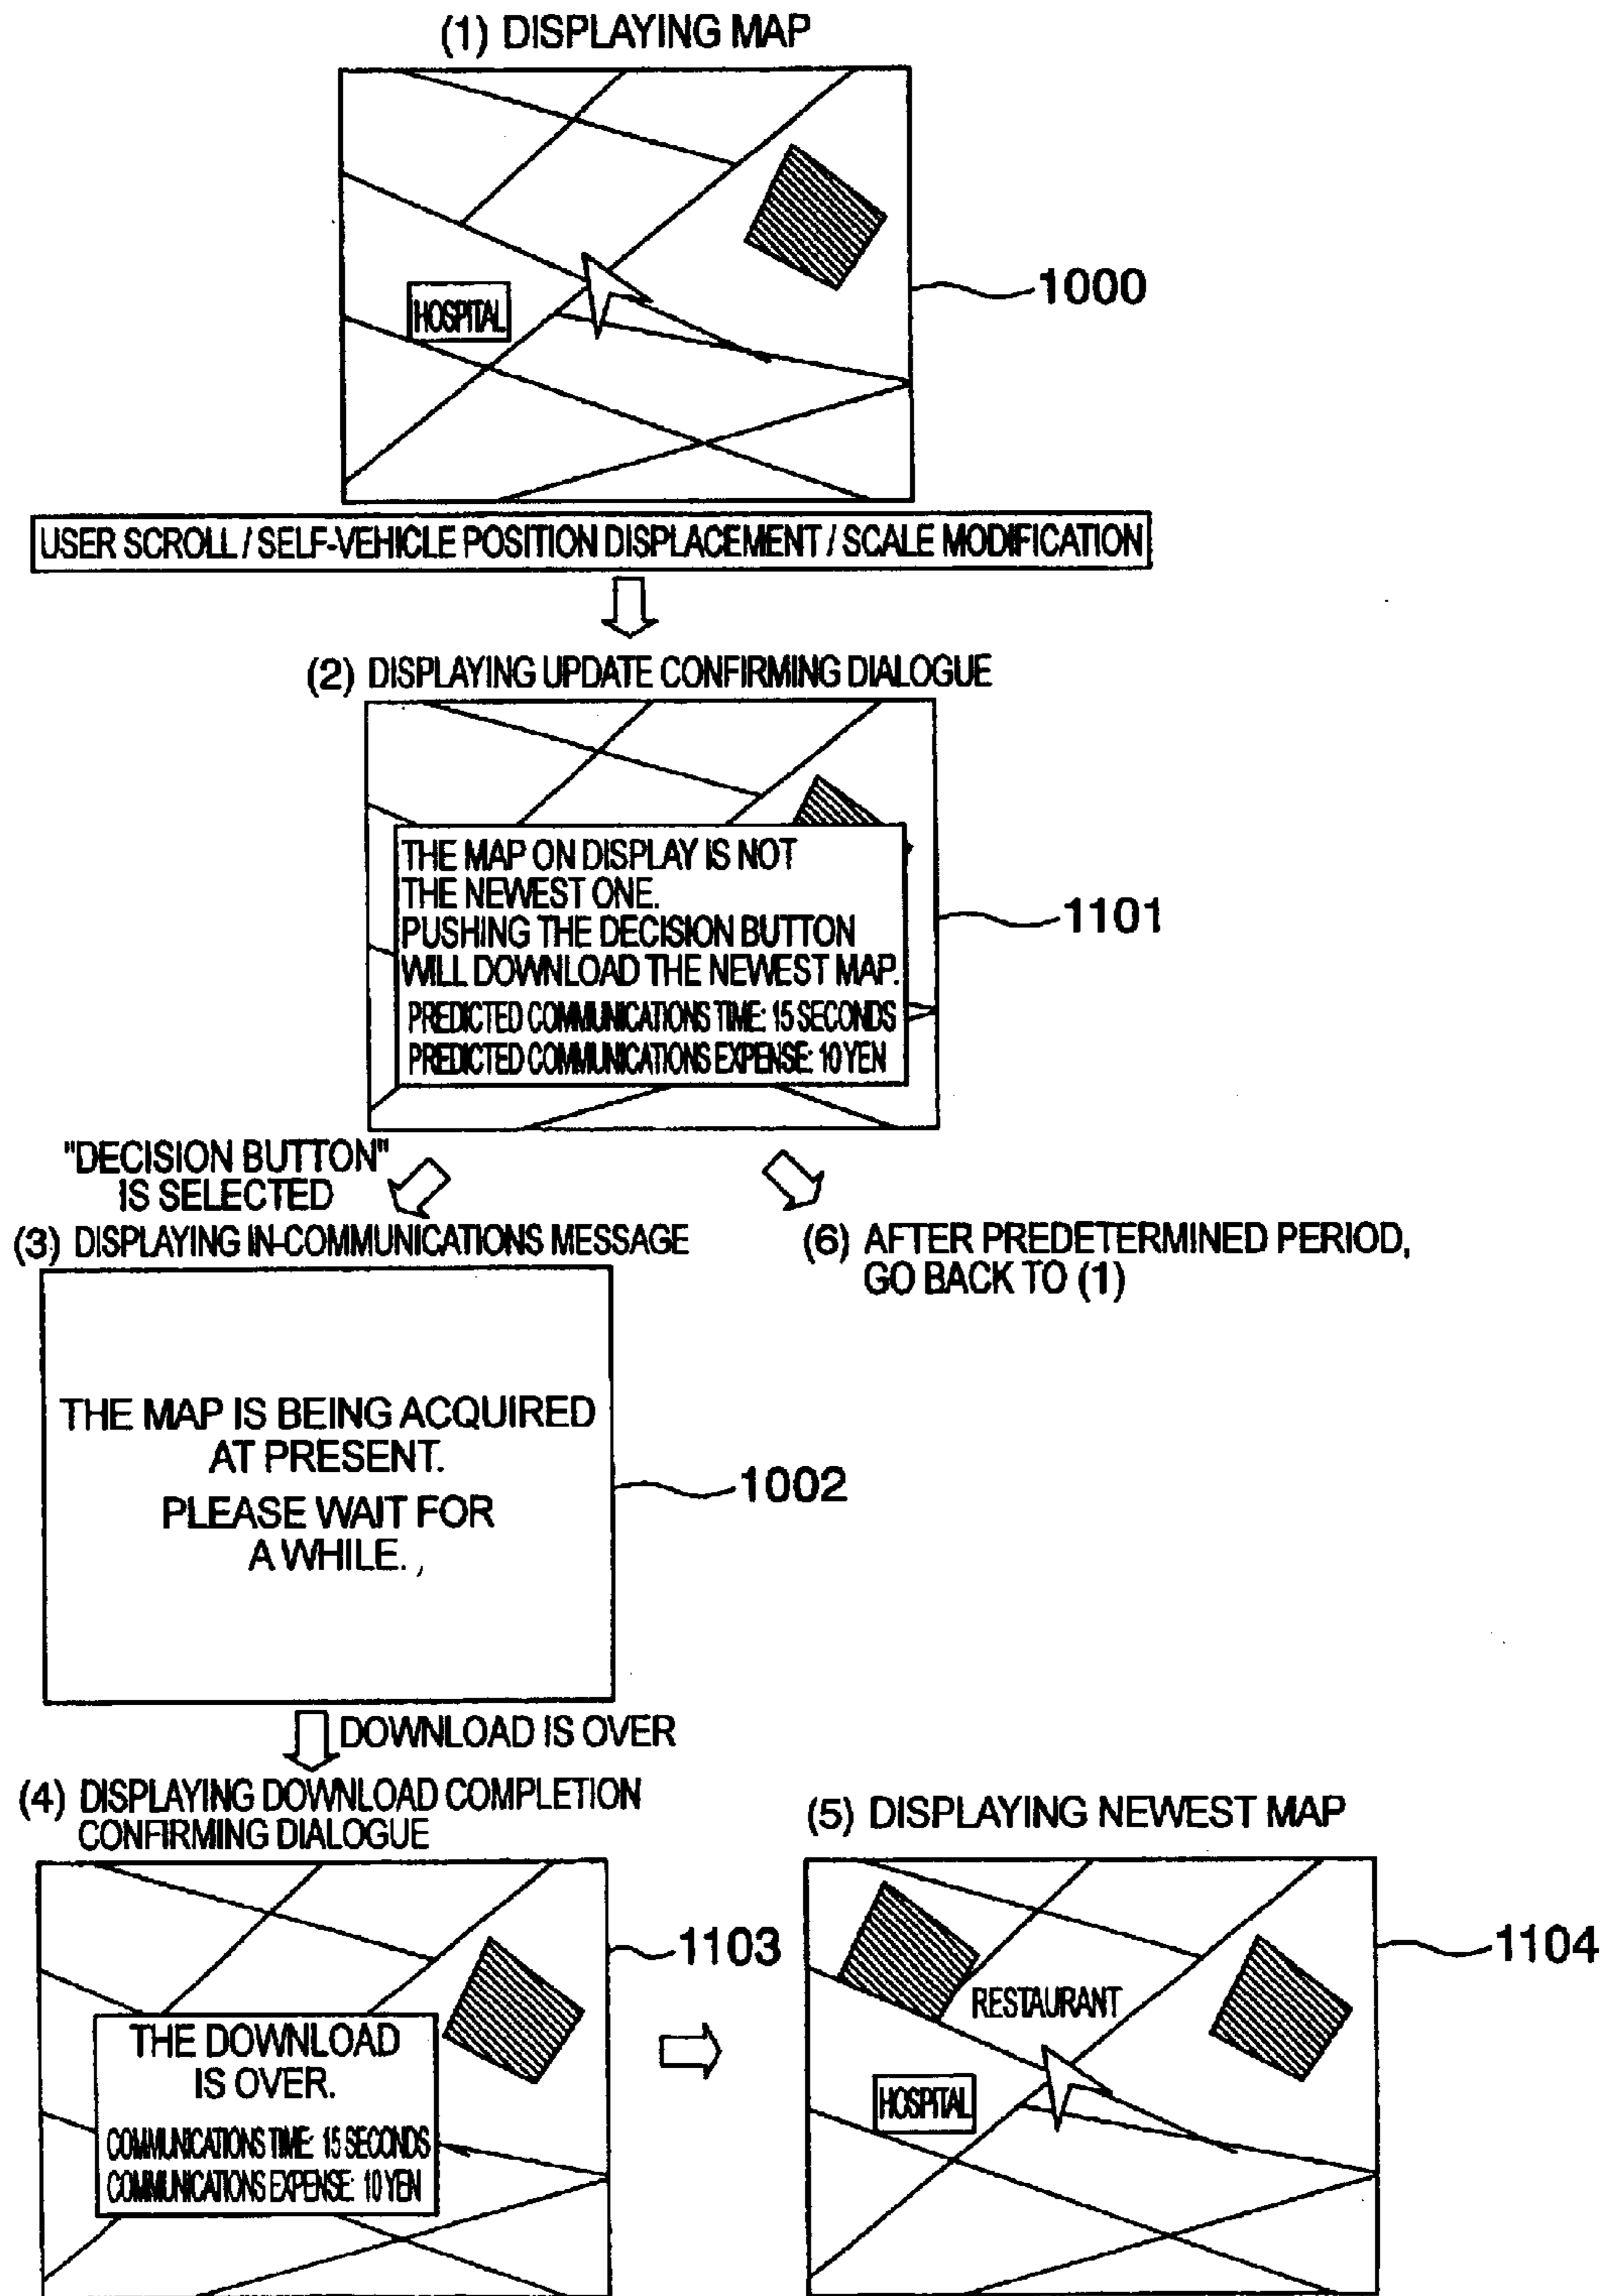 (1) DISPLAYING MAP
HOSPITAL
1000
USER SCROLL / SELF-VEHICLE POSITION DISPLACEMENT / SCALE MODIFICATION
(2) DISPLAYING UPDATE CONFIRMING DIALOGUE
THE MAP ON DISPLAY IS NOT
THE NEWEST ONE.
PUSHING THE DECISION BUTTON
WILL DOWNLOAD THE NEWEST MAP.
PREDICTED COMMUNICATIONS TIME: 15 SECONDS
PREDICTED COMMUNICATIONS EXPENSE: 10 YEN
1101
"DECISION BUTTON"
IS SELECTED
(3) DISPLAYING IN-COMMUNICATIONS MESSAGE
(6) AFTER PREDETERMINED PERIOD,
GO BACK TO (1)
THE MAP IS BEING ACQUIRED
AT PRESENT.
PLEASE WAIT FOR
A WHILE.
1002
DOWNLOAD IS OVER
(4) DISPLAYING DOWNLOAD COMPLETION
CONFIRMING DIALOGUE
THE DOWNLOAD
IS OVER.
COMMUNICATIONS TIME: 15 SECONDS
COMMUNICATIONS EXPENSE: 10 YEN
1103
(5) DISPLAYING NEWEST MAP
RESTAURANT
HOSPITAL
1104